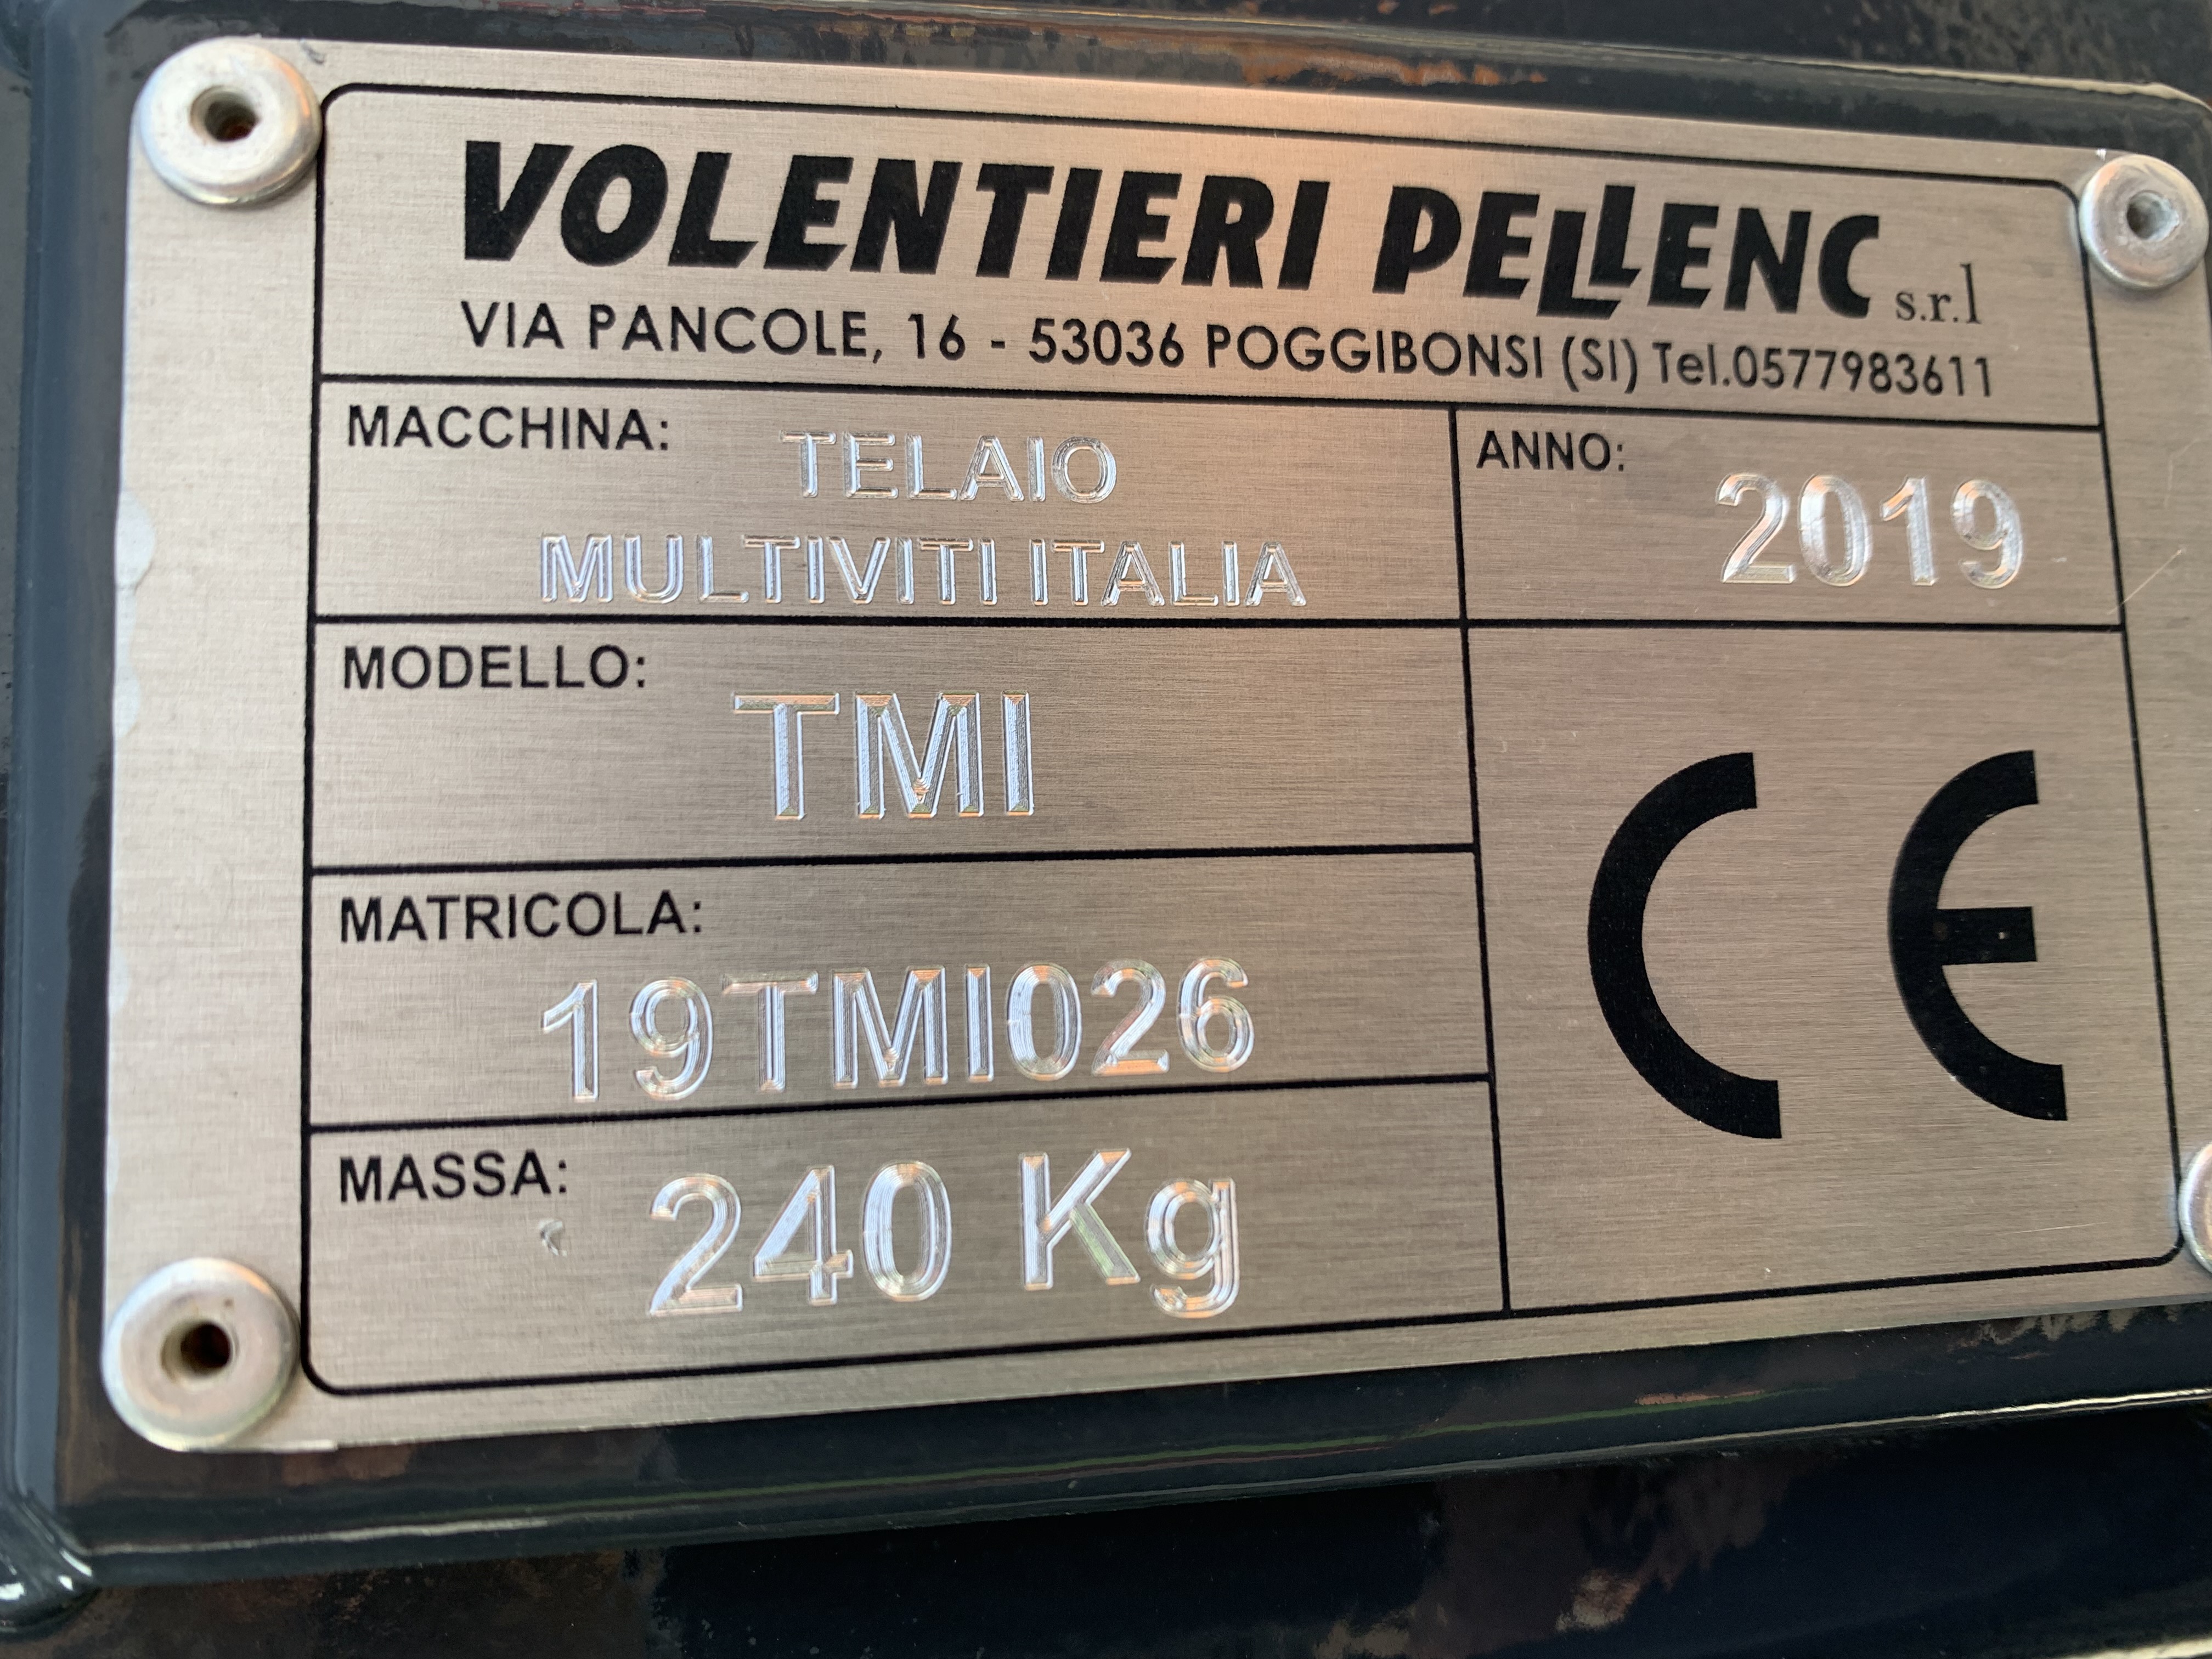 VOLENTIERI PELLENC s.r.l
VIA PANCOLE, 16 - 53036 POGGIBONSI (SI) Tel.0577983611
MACCHINA: TELAIO
MULTIVITI ITALIA
ANNO: 2019
MODELLO: TMI
MATRICOLA:
19TMI026
MASSA: 240 Kg
CE